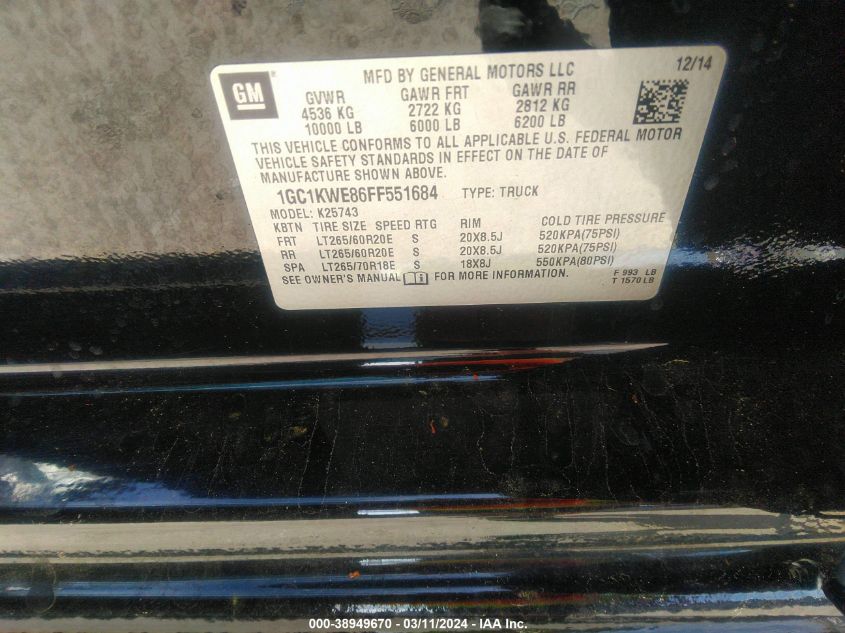 GM
MFD BY GENERAL MOTORS LLC 12/14
GVWR GAWR FRT GAWR RR
4536 KG 2722 KG 2812 KG
10000 LB 6000 LB 6200 LB
THIS VEHICLE CONFORMS TO ALL APPLICABLE U.S. FEDERAL MOTOR
VEHICLE SAFETY STANDARDS IN EFFECT ON THE DATE OF
MANUFACTURE SHOWN ABOVE.
1GC1KWE86FF551684 TYPE: TRUCK
MODEL: K25743
KBTN TIRE SIZE SPEED RTG RIM COLD TIRE PRESSURE
FRT LT265/60R20E S 20X8.5J 520KPA(75PSI)
RR LT265/60R20E S 20X8.5J 520KPA(75PSI)
SPA LT265/70R18E S 18X8J 550KPA(80PSI)
SEE OWNER'S MANUAL FOR MORE INFORMATION. F 993 LB
T 1570 LB
000-38949670 - 03/11/2024 - IAA Inc.